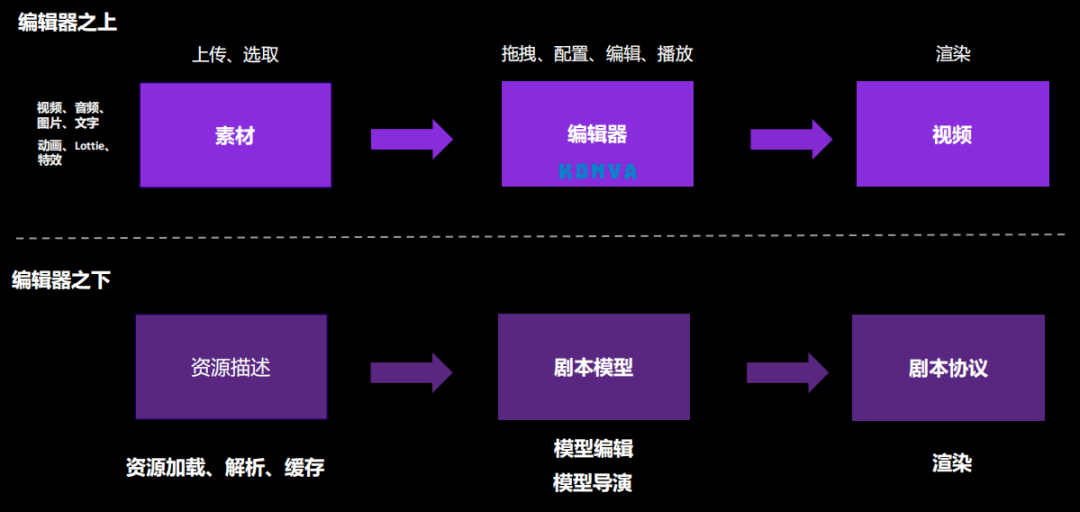 编辑器之上
上传、选取
拖拽、配置、编辑、播放
渲染
视频、音频、
图片、文字
动画、Lottie、
特效
素材
编辑器
KONVA
视频
编辑器之下
资源描述
剧本模型
剧本协议
资源加载、解析、缓存
模型编辑
模型导演
渲染